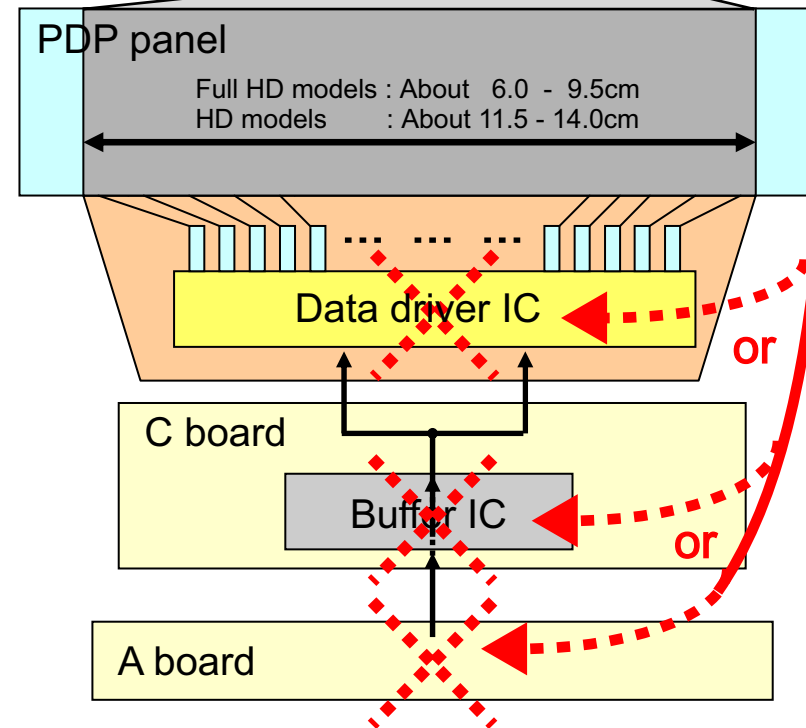 PDP panel
Full HD models : About 6.0 - 9.5cm
HD models : About 11.5 - 14.0cm
... ... ...
Data driver IC
or
C board
Buffer IC
or
A board